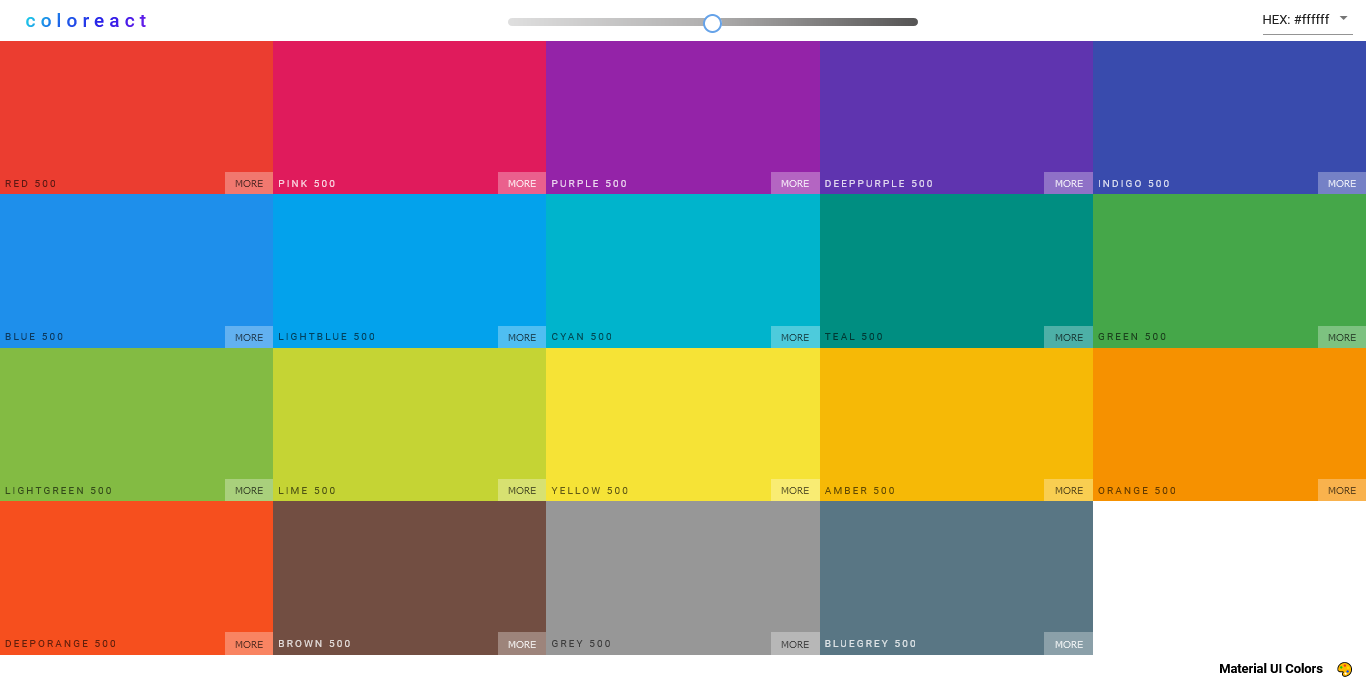 coloreact
HEX: #ffffff
RED 500 MORE
PINK 500 MORE
PURPLE 500 MORE
DEEPPURPLE 500 MORE
INDIGO 500 MORE
BLUE 500 MORE
LIGHTBLUE 500 MORE
CYAN 500 MORE
TEAL 500 MORE
GREEN 500 MORE
LIGHTGREEN 500 MORE
LIME 500 MORE
YELLOW 500 MORE
AMBER 500 MORE
ORANGE 500 MORE
DEEPORANGE 500 MORE
BROWN 500 MORE
GREY 500 MORE
BLUEGREY 500 MORE
Material UI Colors